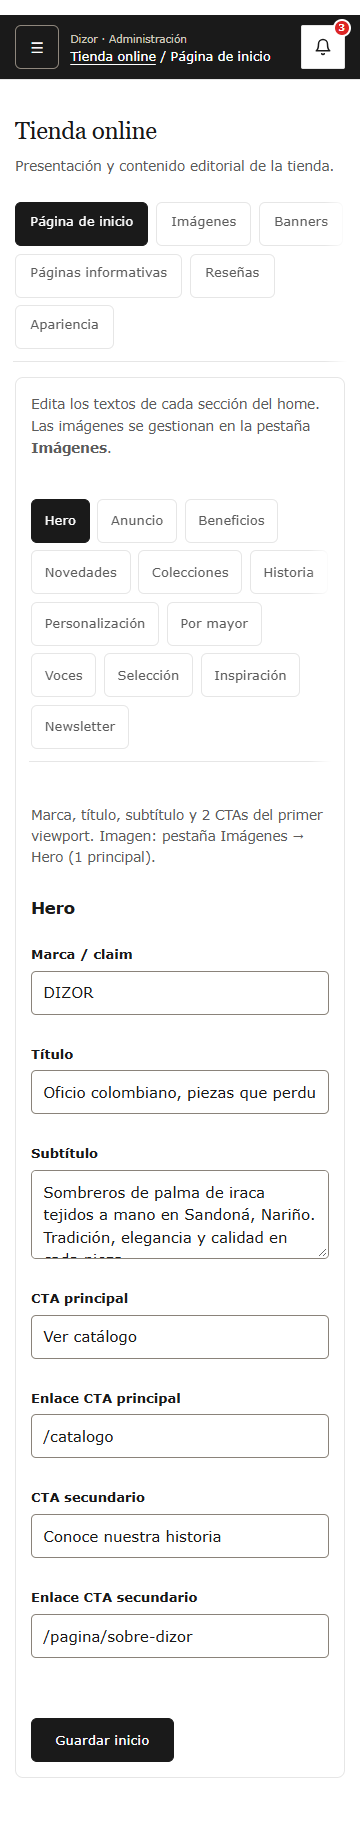 ☰
Dizor · Administración
Tienda online / Página de inicio
3
Tienda online
Presentación y contenido editorial de la tienda.
Página de inicio
Imágenes
Banners
Páginas informativas
Reseñas
Apariencia
Edita los textos de cada sección del home.
Las imágenes se gestionan en la pestaña
Imágenes.
Hero
Anuncio
Beneficios
Novedades
Colecciones
Historia
Personalización
Por mayor
Voces
Selección
Inspiración
Newsletter
Marca, título, subtítulo y 2 CTAs del primer
viewport. Imagen: pestaña Imágenes →
Hero (1 principal).
Hero
Marca / claim
DIZOR
Título
Oficio colombiano, piezas que perdu
Subtítulo
Sombreros de palma de iraca
tejidos a mano en Sandoná, Nariño.
Tradición, elegancia y calidad en
CTA principal
Ver catálogo
Enlace CTA principal
/catalogo
CTA secundario
Conoce nuestra historia
Enlace CTA secundario
/pagina/sobre-dizor
Guardar inicio